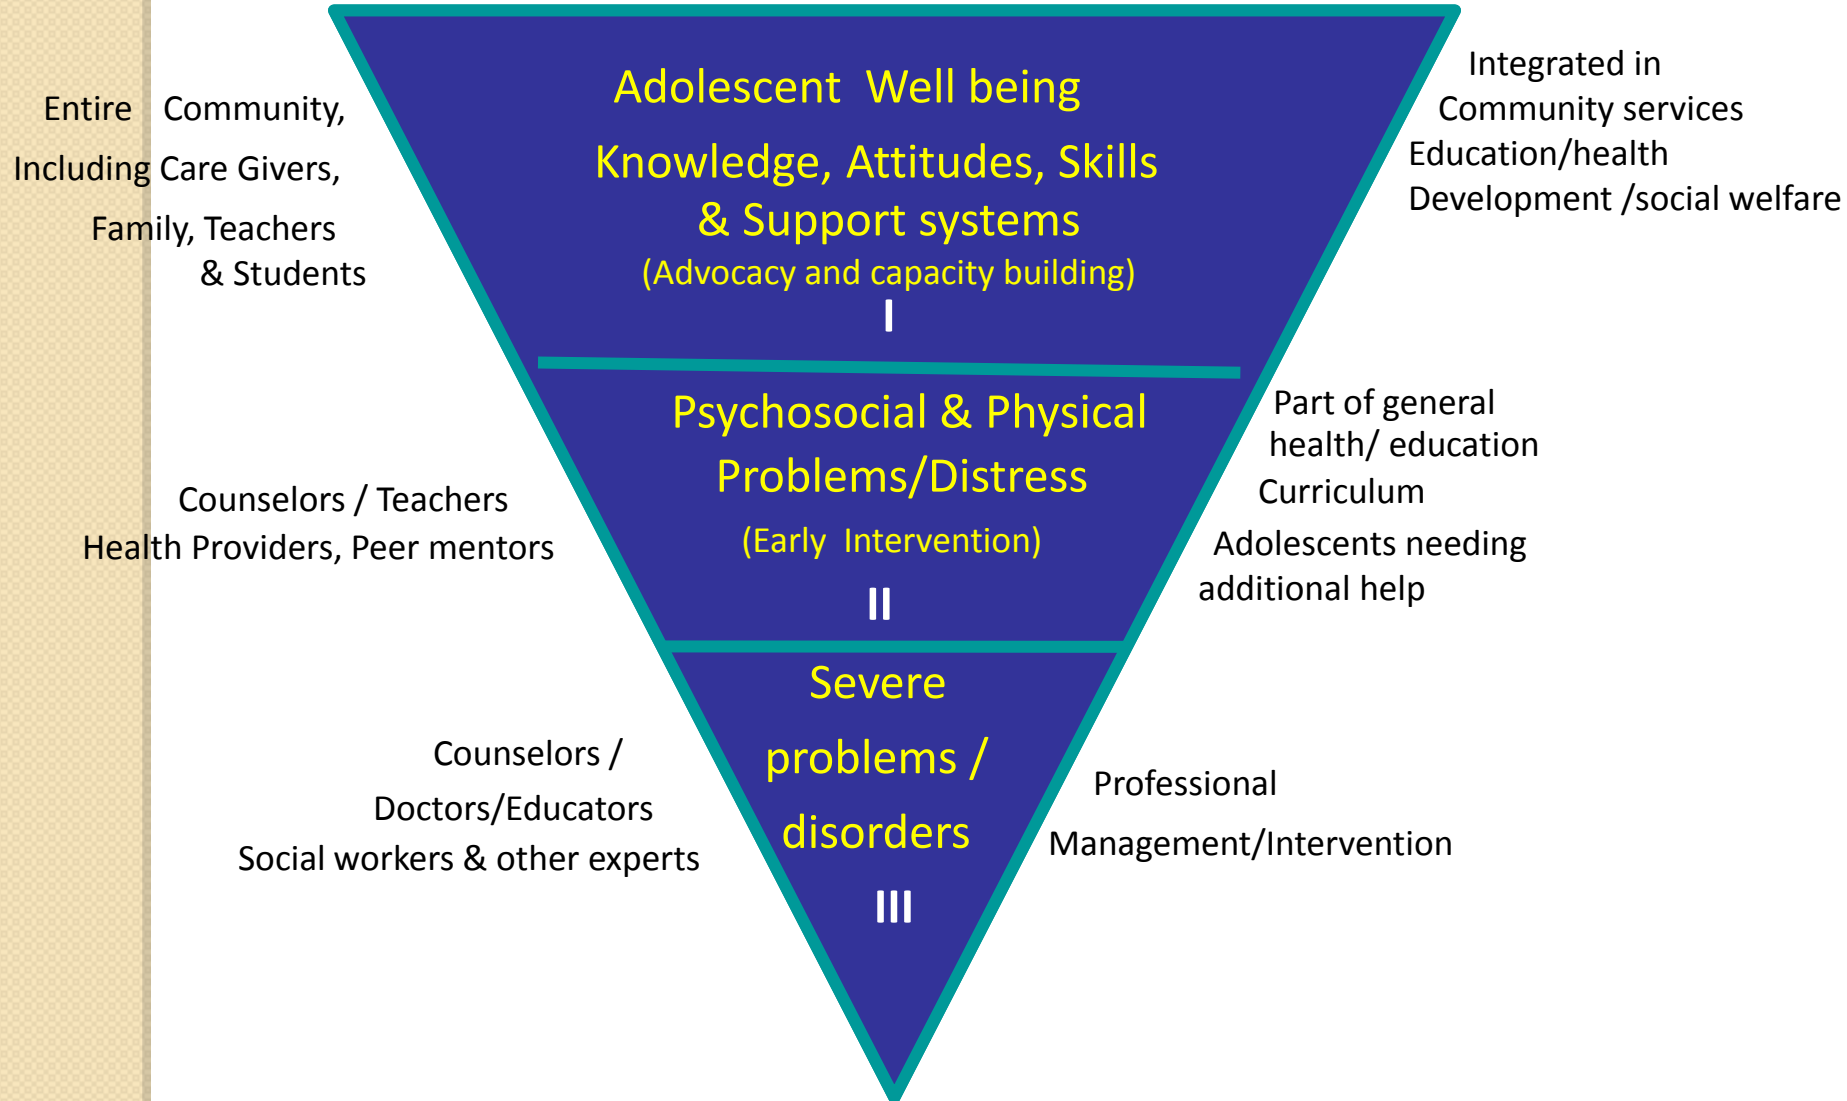 Entire Community,
Including Care Givers,
Family, Teachers
& Students
Adolescent Well being
Knowledge, Attitudes, Skills
& Support systems
(Advocacy and capacity building)
I
Integrated in
Community services
Education/health
Development /social welfare
Counselors / Teachers
Health Providers, Peer mentors
Psychosocial & Physical
Problems/Distress
(Early Intervention)
II
Part of general
health/ education
Curriculum
Adolescents needing
additional help
Counselors /
Doctors/Educators
Social workers & other experts
Severe
problems /
disorders
III
Professional
Management/Intervention